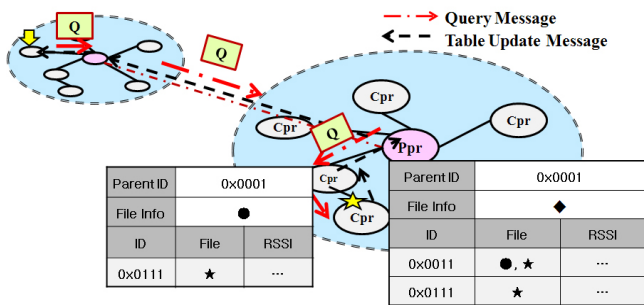 Q
Query Message
Table Update Message
Q
Cpr
Cpr
Cpr
Q
Ppr
Cpr
Cpr
Parent ID 0x0001
File Info ●
ID File RSSI
0x0111 ★ ...
Parent ID 0x0001
File Info ◆
ID File RSSI
0x0011 ●, ★ ...
0x0111 ★ ...